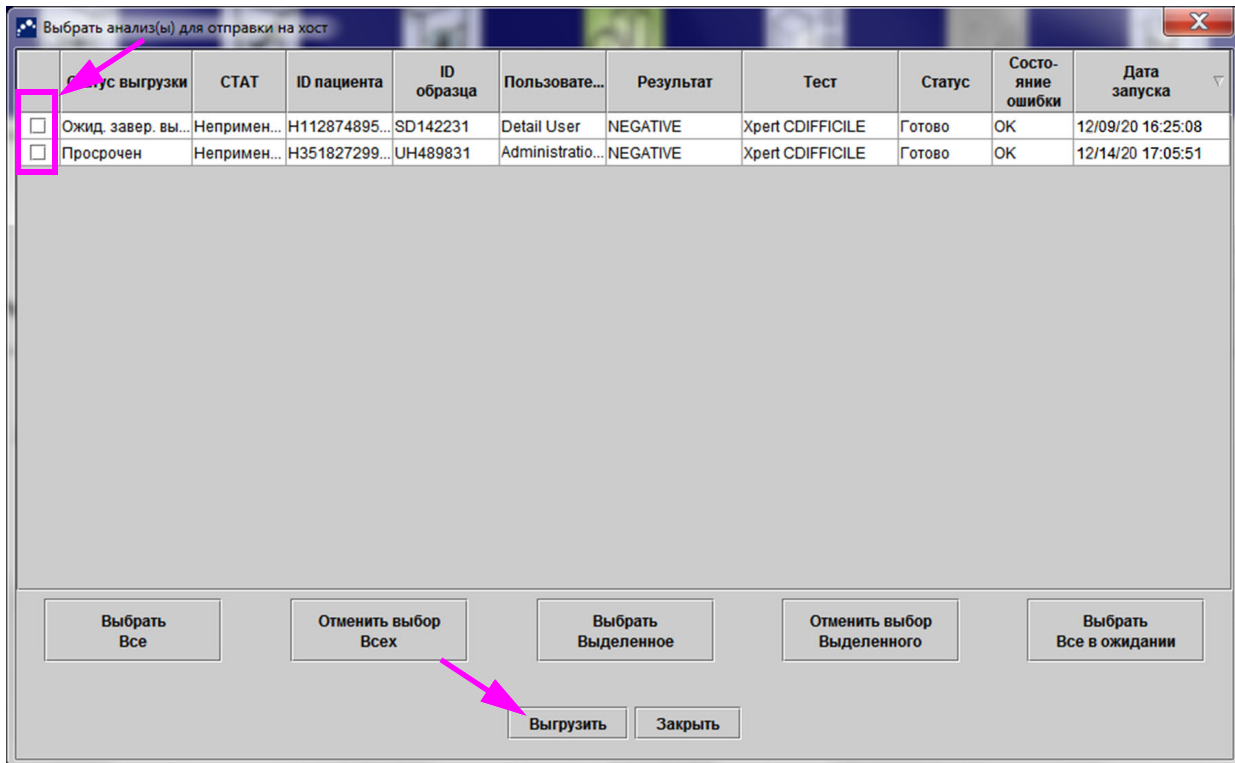 Выбрать анализ(ы) для отправки на хост
Статус выгрузки СТАТ ID пациента ID образца Пользовате... Результат Тест Статус Состо-яние ошибки Дата запуска
Ожид. завер. вы... Неприме­н... H112874895... SD142231 Detail User NEGATIVE Xpert CDIFFICILE Готово OK 12/09/20 16:25:08
Просрочен Неприме­н... H351827299... UH489831 Administratio... NEGATIVE Xpert CDIFFICILE Готово OK 12/14/20 17:05:51
Выбрать
Все
Отменить выбор
Всех
Выбрать
Выделенное
Отменить выбор
Выделенного
Выбрать
Все в ожидании
Выгрузить Закрыть